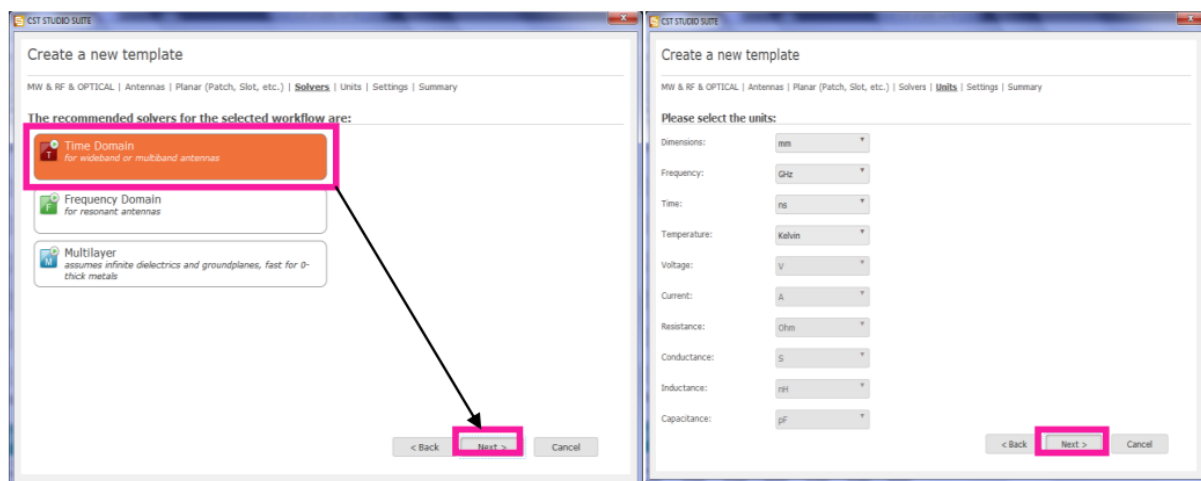 CST STUDIO SUITE
Create a new template
MW & RF & OPTICAL | Antennas | Planar (Patch, Slot, etc.) | Solvers | Units | Settings | Summary
The recommended solvers for the selected workflow are:
T
Time Domain
for wideband or multiband antennas
F
Frequency Domain
for resonant antennas
M
Multilayer
assumes infinite dielectrics and groundplanes, fast for 0-
thick metals
< Back Next > Cancel
CST STUDIO SUITE
Create a new template
MW & RF & OPTICAL | Antennas | Planar (Patch, Slot, etc.) | Solvers | Units | Settings | Summary
Please select the units:
Dimensions: mm
Frequency: GHz
Time: ns
Temperature: Kelvin
Voltage: V
Current: A
Resistance: Ohm
Conductance: S
Inductance: nH
Capacitance: pF
< Back Next > Cancel